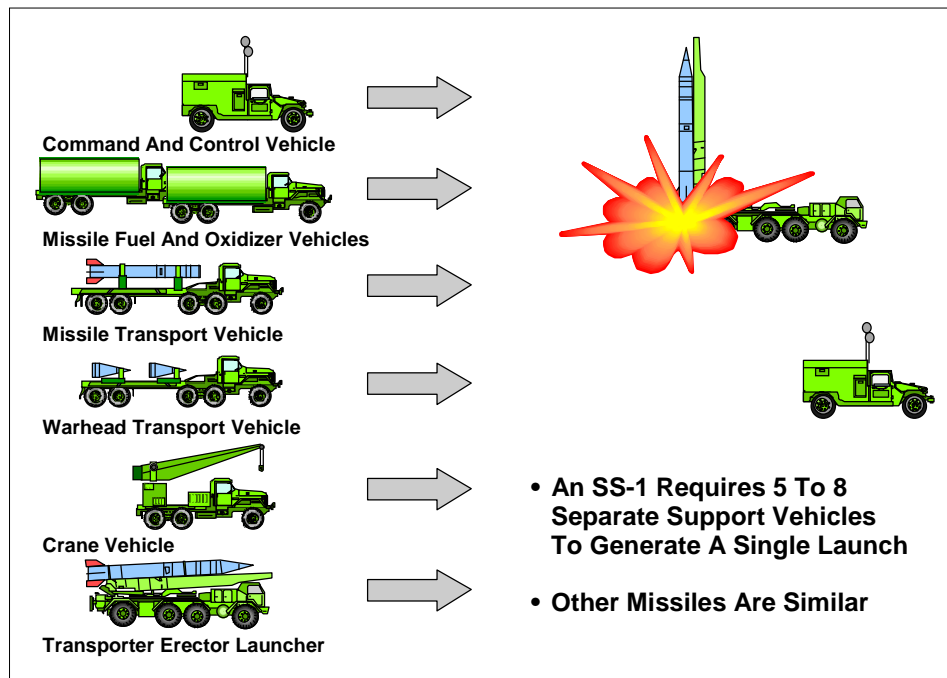 Command And Control Vehicle
Missile Fuel And Oxidizer Vehicles
Missile Transport Vehicle
Warhead Transport Vehicle
Crane Vehicle
Transporter Erector Launcher
• An SS-1 Requires 5 To 8
Separate Support Vehicles
To Generate A Single Launch
• Other Missiles Are Similar